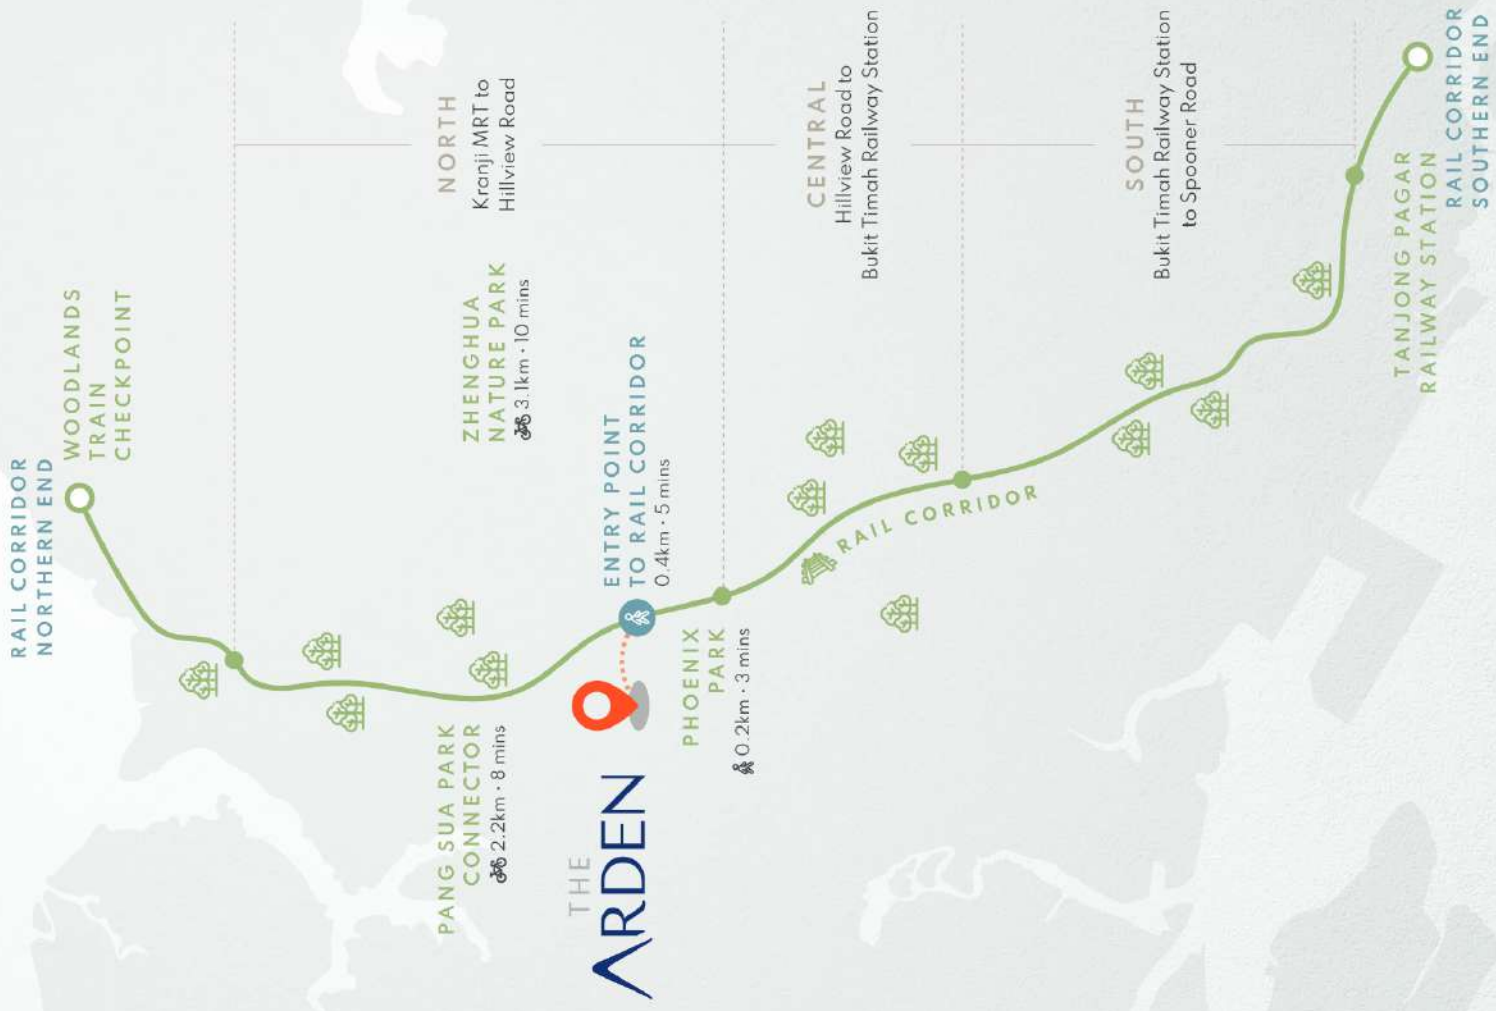 RAIL CORRIDOR
NORTHERN END
WOODLANDS
TRAIN
CHECKPOINT
NORTH
Kranji MRT to
Hillview Road
PANG SUA PARK
CONNECTOR
2.2km • 8 mins
ZHENGHUA
NATURE PARK
3.1km • 10 mins
THE
ARDEN
ENTRY POINT
TO RAIL CORRIDOR
0.4km • 5 mins
PHOENIX
PARK
0.2km • 3 mins
CENTRAL
Hillview Road to
Bukit Timah Railway Station
RAIL CORRIDOR
SOUTH
Bukit Timah Railway Station
to Spooner Road
TANJONG PAGAR
RAILWAY STATION
RAIL CORRIDOR
SOUTHERN END